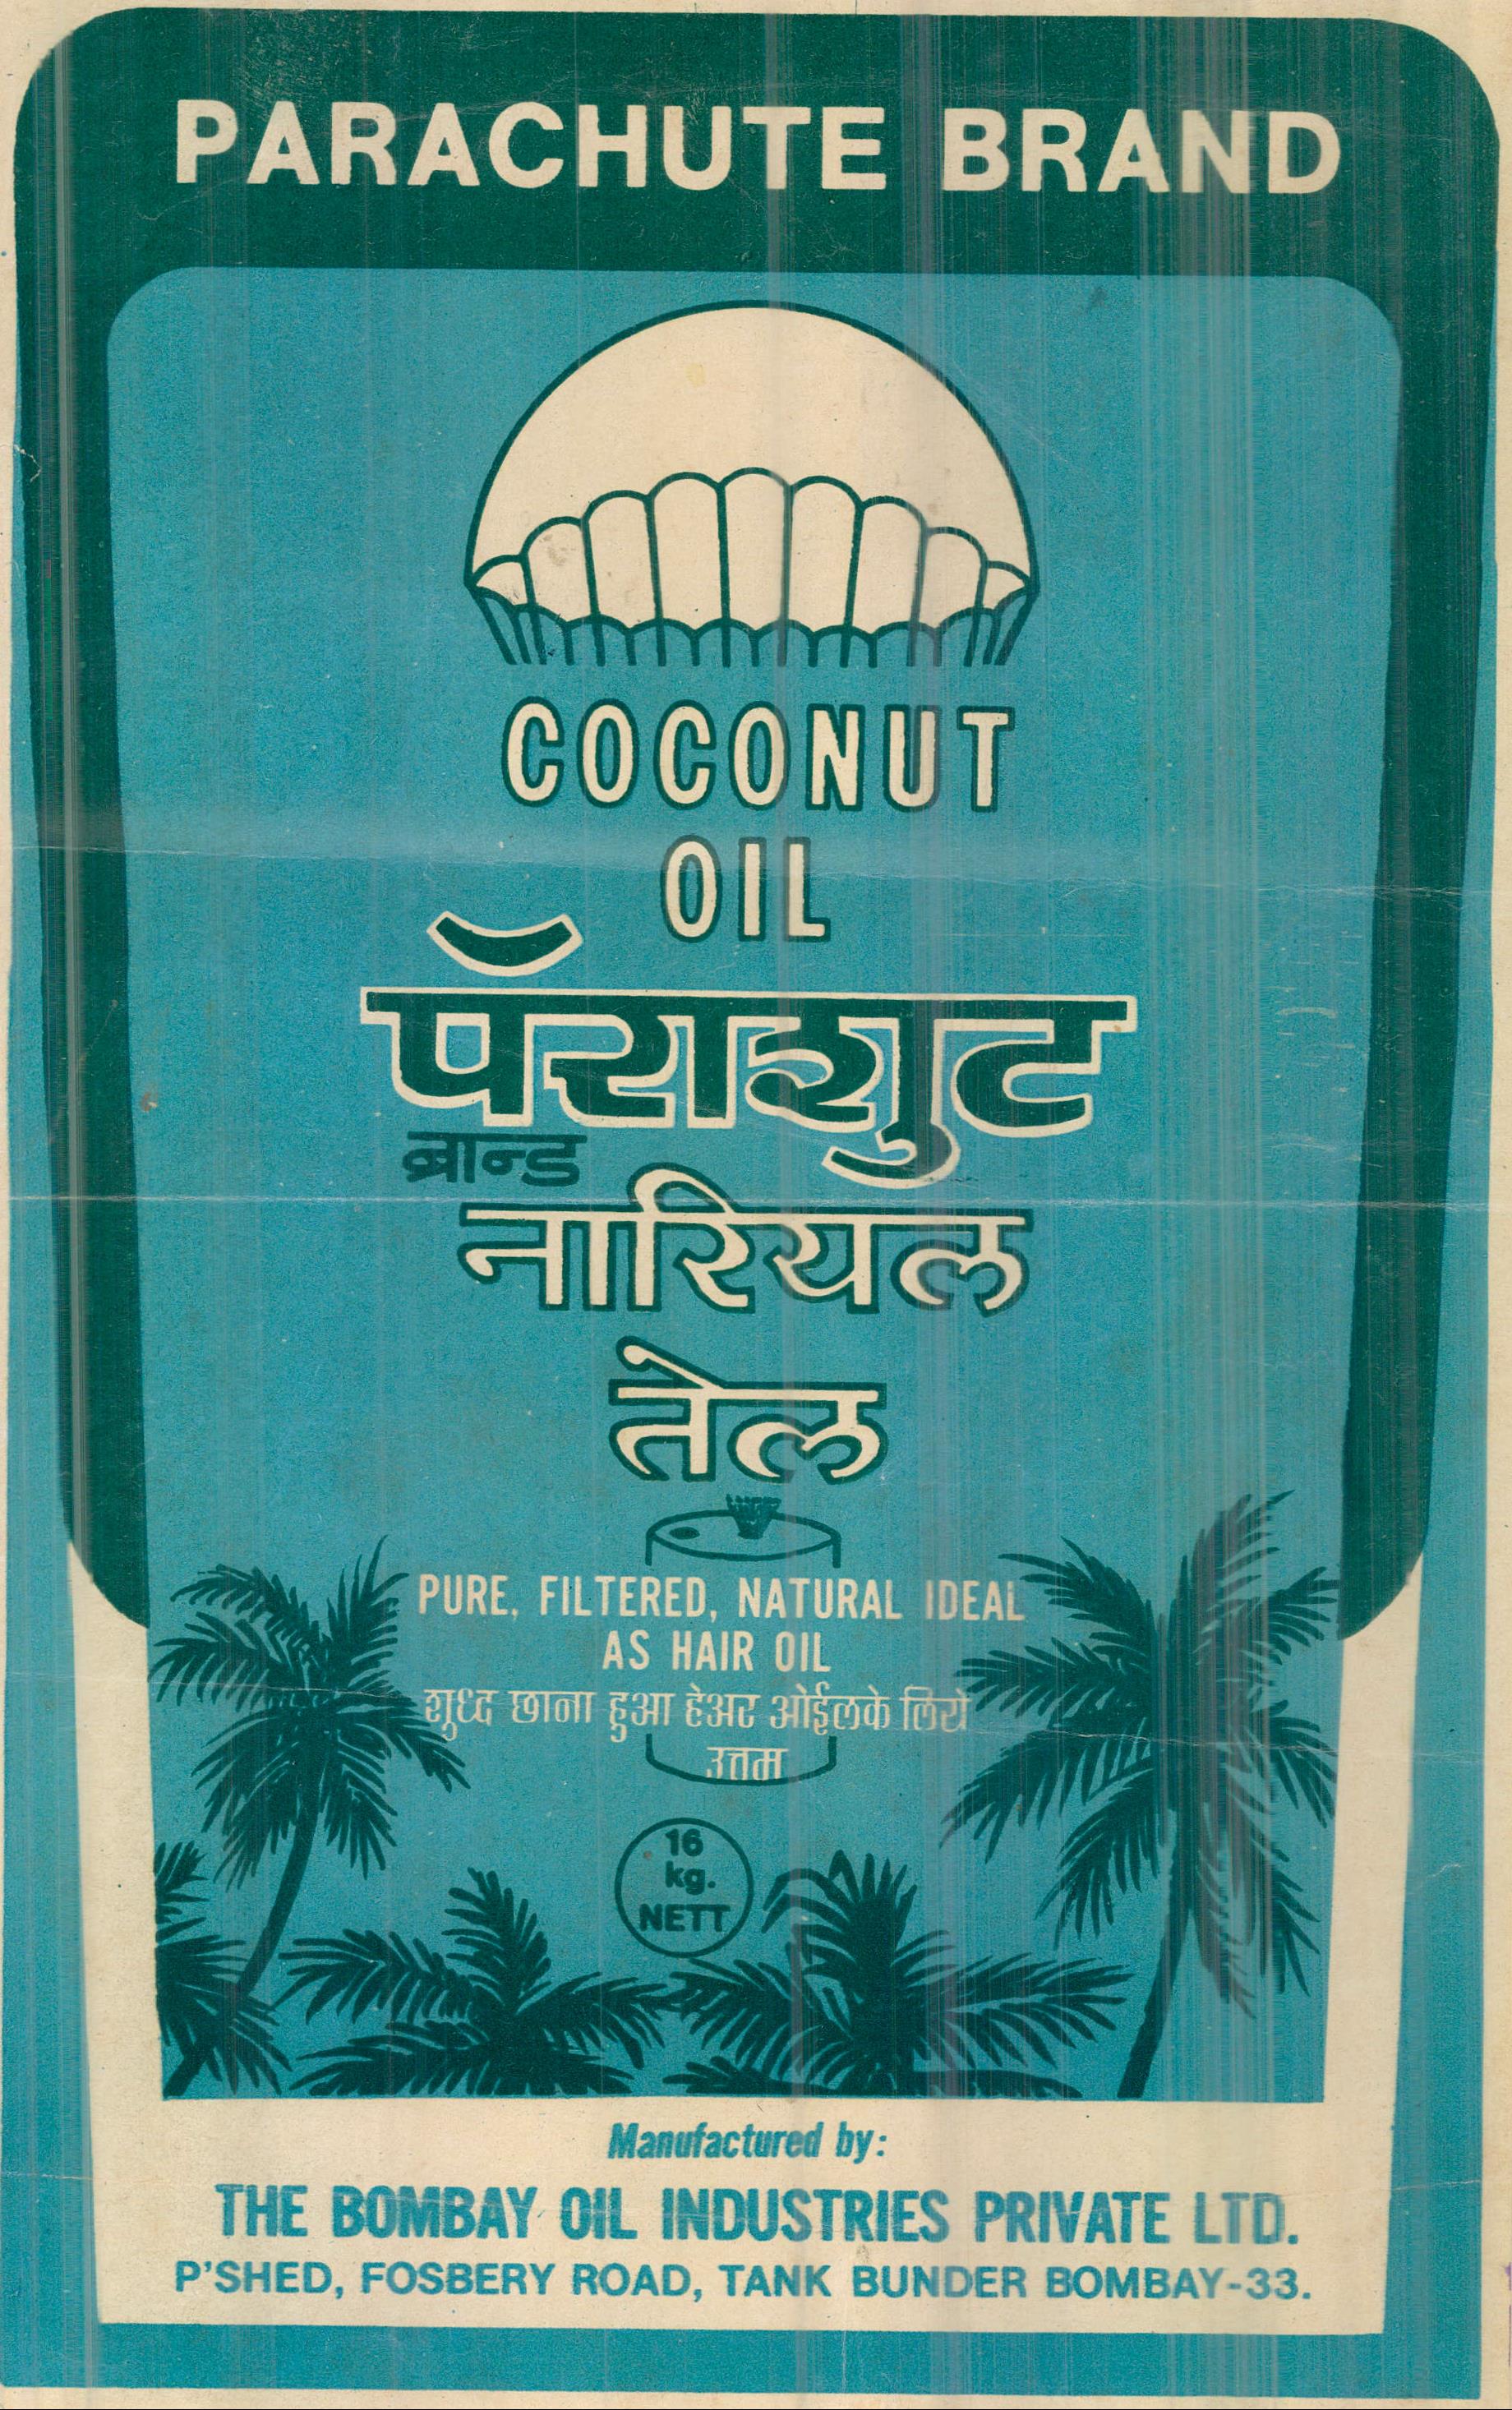 PARACHUTE BRAND
COCONUT
OIL
पॅराशुट
ब्रान्ड
नारियल
तेल
PURE, FILTERED, NATURAL IDEAL
AS HAIR OIL
शुध्द छाना हुआ हेअट ओईलके लिये
उत्तम
16
kg.
NETT
Manufactured by:
THE BOMBAY OIL INDUSTRIES PRIVATE LTD.
P'SHED, FOSBERY ROAD, TANK BUNDER BOMBAY-33.